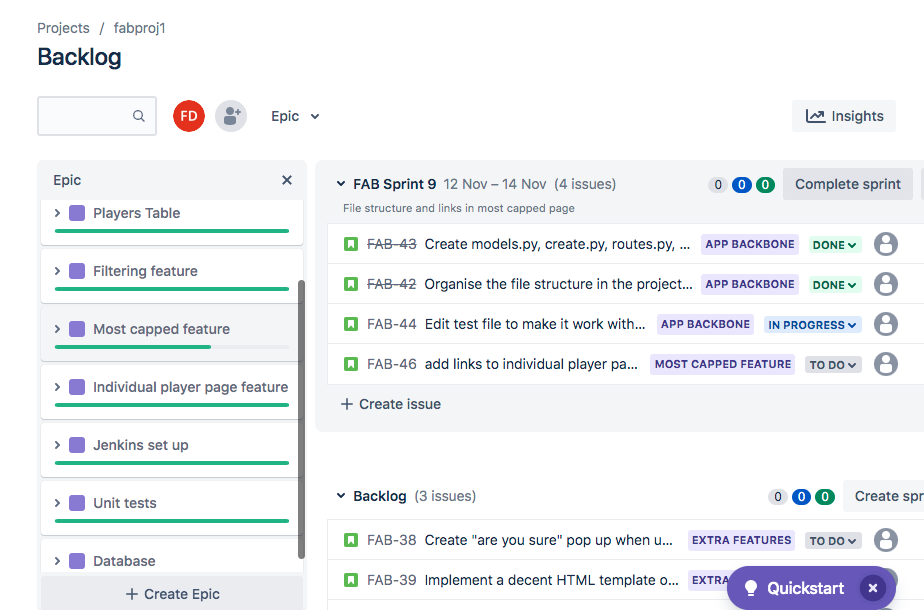 Projects / fabproj1
Backlog
FD
Epic
Insights
Epic
Players Table
Filtering feature
Most capped feature
Individual player page feature
Jenkins set up
Unit tests
Database
+ Create Epic
FAB Sprint 9 12 Nov – 14 Nov (4 issues) 0 0 0 Complete sprint
File structure and links in most capped page
FAB-43 Create models.py, create.py, routes.py, ... APP BACKBONE DONE
FAB-42 Organise the file structure in the project... APP BACKBONE DONE
FAB-44 Edit test file to make it work with... APP BACKBONE IN PROGRESS
FAB-46 add links to individual player pa... MOST CAPPED FEATURE TO DO
+ Create issue
Backlog (3 issues) 0 0 0 Create spr
FAB-38 Create "are you sure" pop up when u... EXTRA FEATURES TO DO
FAB-39 Implement a decent HTML template o... EXTRA
Quickstart